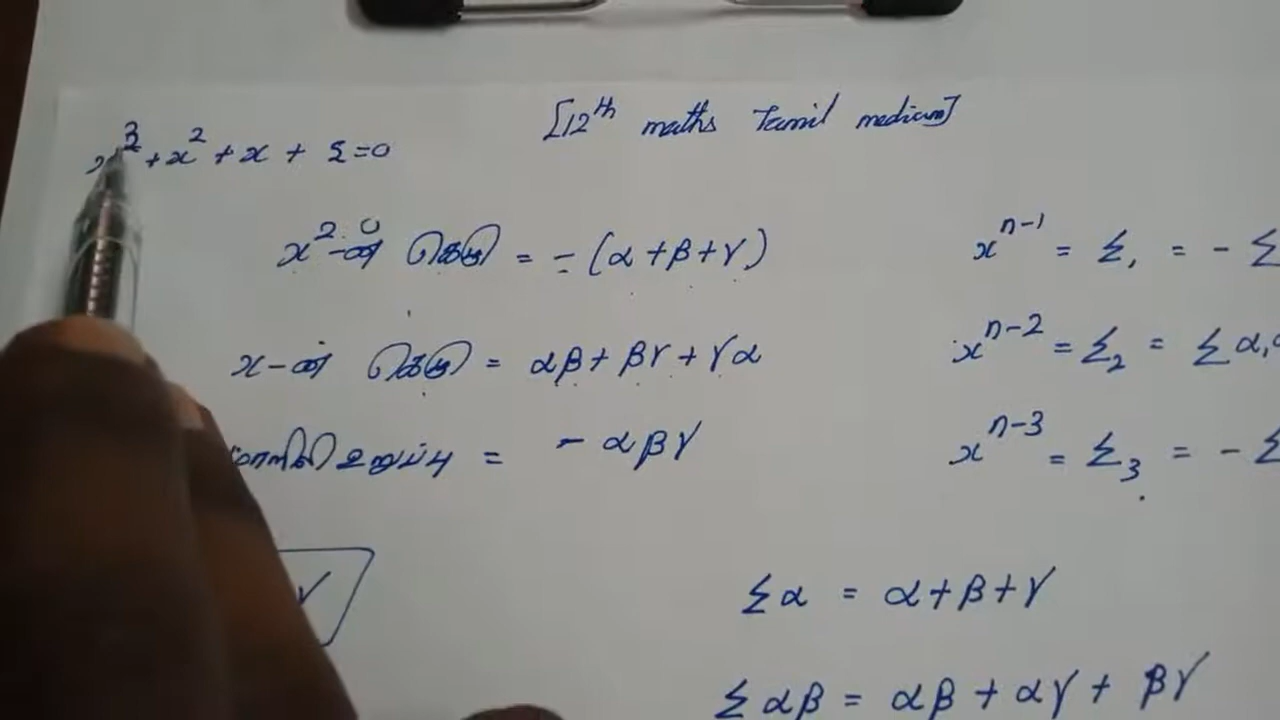 [12th maths Tamil medium]
x³ + x² + x + 5 = 0
x²-ன் கெழு = - (α + β + γ)
x-ன் கெழு = αβ + βγ + γα
மாறிலி உறுப்பு = - αβγ
xⁿ⁻¹ = Σ₁ = - Σ
xⁿ⁻² = Σ₂ = Σ α₁
xⁿ⁻³ = Σ₃ = - Σ
γ
Σα = α + β + γ
Σαβ = αβ + αγ + βγ